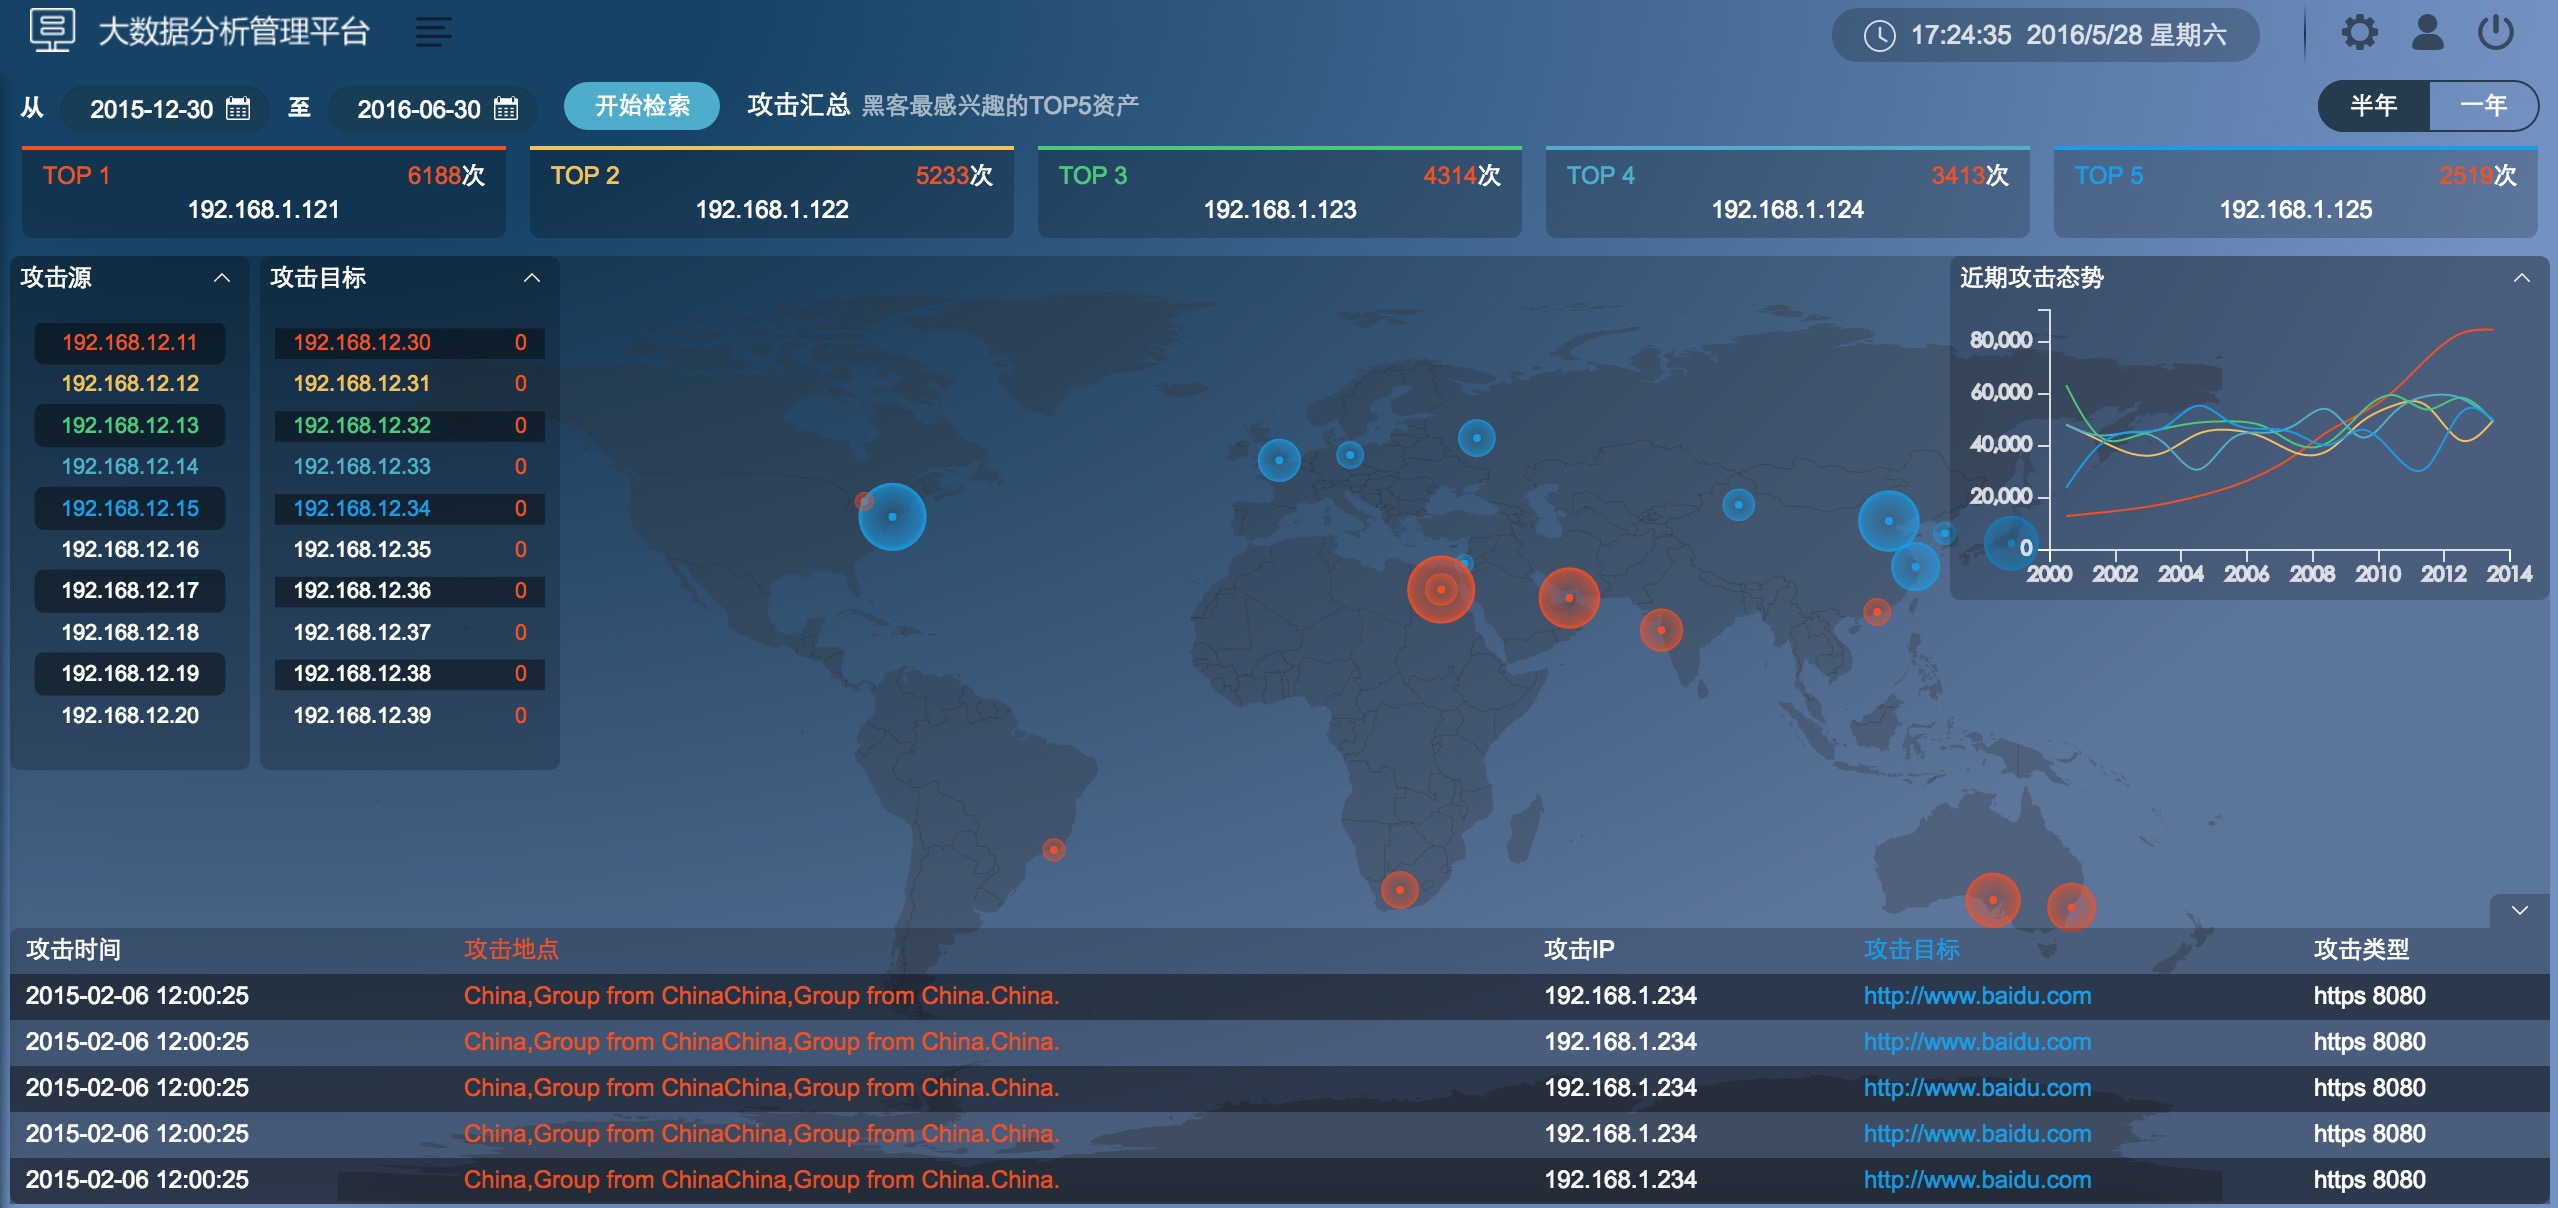 大数据分析管理平台
17:24:35 2016/5/28 星期六
从 2015-12-30 至 2016-06-30 开始检索 攻击汇总 黑客最感兴趣的TOP5资产 半年 一年
TOP 1 6188次
192.168.1.121
TOP 2 5233次
192.168.1.122
TOP 3 4314次
192.168.1.123
TOP 4 3413次
192.168.1.124
TOP 5 2519次
192.168.1.125
攻击源
192.168.12.11
192.168.12.12
192.168.12.13
192.168.12.14
192.168.12.15
192.168.12.16
192.168.12.17
192.168.12.18
192.168.12.19
192.168.12.20
攻击目标
192.168.12.30 0
192.168.12.31 0
192.168.12.32 0
192.168.12.33 0
192.168.12.34 0
192.168.12.35 0
192.168.12.36 0
192.168.12.37 0
192.168.12.38 0
192.168.12.39 0
近期攻击态势
80,000
60,000
40,000
20,000
0
2000 2002 2004 2006 2008 2010 2012 2014
攻击时间 攻击地点 攻击IP 攻击目标 攻击类型
2015-02-06 12:00:25 China,Group from ChinaChina,Group from China.China. 192.168.1.234 http://www.baidu.com https 8080
2015-02-06 12:00:25 China,Group from ChinaChina,Group from China.China. 192.168.1.234 http://www.baidu.com https 8080
2015-02-06 12:00:25 China,Group from ChinaChina,Group from China.China. 192.168.1.234 http://www.baidu.com https 8080
2015-02-06 12:00:25 China,Group from ChinaChina,Group from China.China. 192.168.1.234 http://www.baidu.com https 8080
2015-02-06 12:00:25 China,Group from ChinaChina,Group from China.China. 192.168.1.234 http://www.baidu.com https 8080